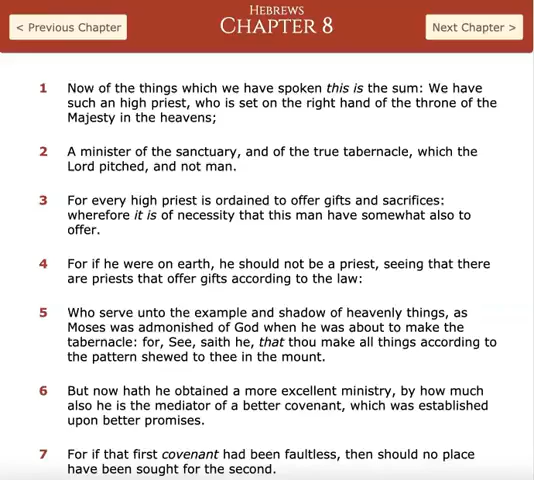 HEBREWS
< Previous Chapter
CHAPTER 8
Next Chapter >
1 Now of the things which we have spoken this is the sum: We have
such an high priest, who is set on the right hand of the throne of the
Majesty in the heavens;
2 A minister of the sanctuary, and of the true tabernacle, which the
Lord pitched, and not man.
3 For every high priest is ordained to offer gifts and sacrifices:
wherefore it is of necessity that this man have somewhat also to
offer.
4 For if he were on earth, he should not be a priest, seeing that there
are priests that offer gifts according to the law:
5 Who serve unto the example and shadow of heavenly things, as
Moses was admonished of God when he was about to make the
tabernacle: for, See, saith he, that thou make all things according to
the pattern shewed to thee in the mount.
6 But now hath he obtained a more excellent ministry, by how much
also he is the mediator of a better covenant, which was established
upon better promises.
7 For if that first covenant had been faultless, then should no place
have been sought for the second.